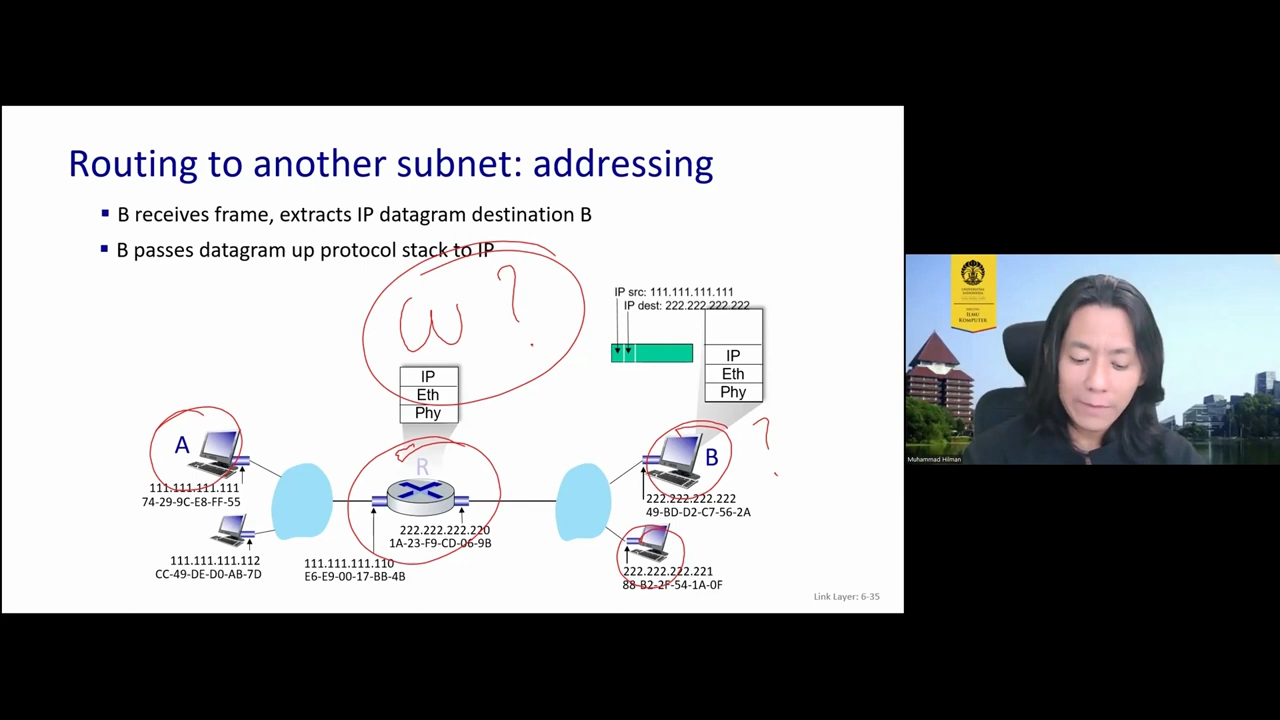 Routing to another subnet: addressing
B receives frame, extracts IP datagram destination B
B passes datagram up protocol stack to IP
ω ?
IP src: 111.111.111.111
IP dest: 222.222.222.222
IP
Eth
Phy
IP
Eth
Phy
A
R
B
?
111.111.111.111
74-29-9C-E8-FF-55
222.222.222.222
49-BD-D2-C7-56-2A
222.222.222.220
1A-23-F9-CD-06-9B
111.111.111.112
CC-49-DE-D0-AB-7D
111.111.111.110
E6-E9-00-17-BB-4B
222.222.222.221
88-B2-2F-54-1A-0F
Link Layer: 6-35
UNIVERSITAS
INDONESIA
ILMU
KOMPUTER
Muhammad Hilman